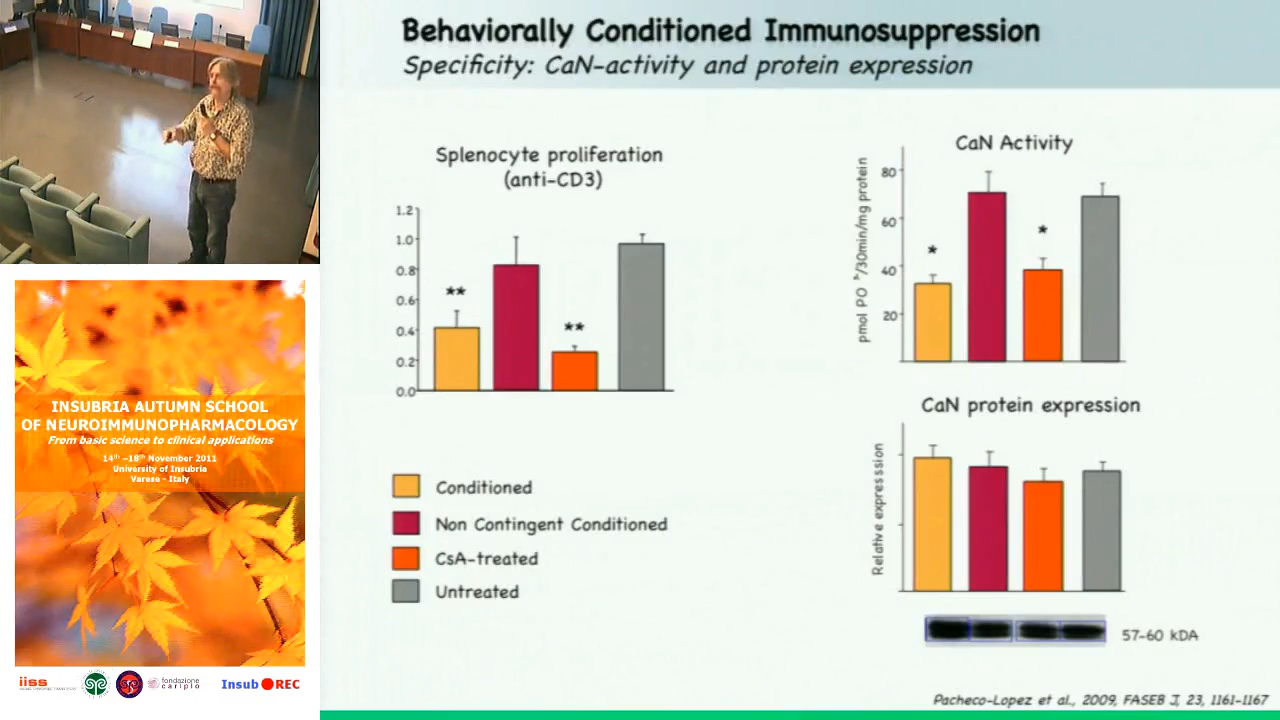 Behaviorally Conditioned Immunosuppression
Specificity: CaN-activity and protein expression
Splenocyte proliferation
(anti-CD3)
1.2
1.0
0.8
0.6
0.4
0.2
0.0
**
**
Conditioned
Non Contingent Conditioned
CsA-treated
Untreated
CaN Activity
pmol PO /30min/mg protein
80
60
40
20
*
*
CaN protein expression
Relative expression
57-60 kDA
Pacheco-Lopez et al., 2009, FASEB J, 23, 1161-1167
INSUBRIA AUTUMN SCHOOL
OF NEUROIMMUNOPHARMACOLOGY
From basic science to clinical applications
14th -18th November 2011
University of Insubria
Varese - Italy
iiss
fondazione
cariplo
Insub REC